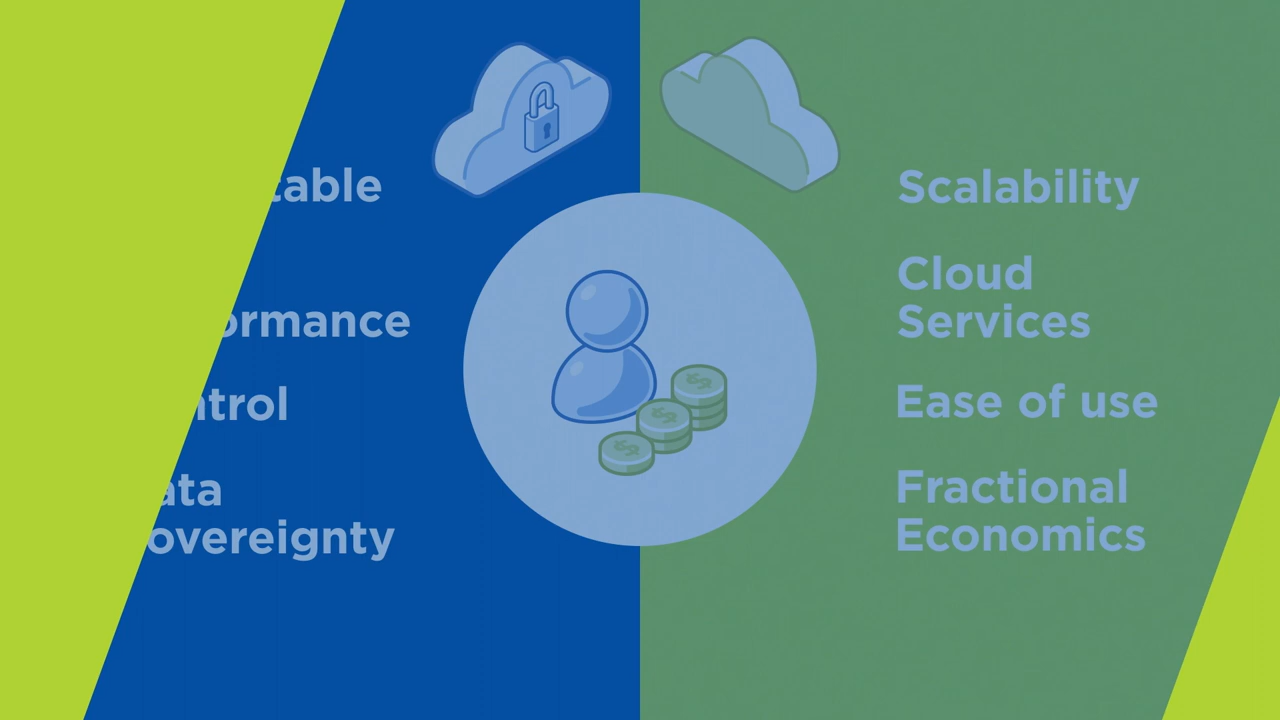 table
ormance
ntrol
ata
overeignty
Scalability
Cloud
Services
Ease of use
Fractional
Economics